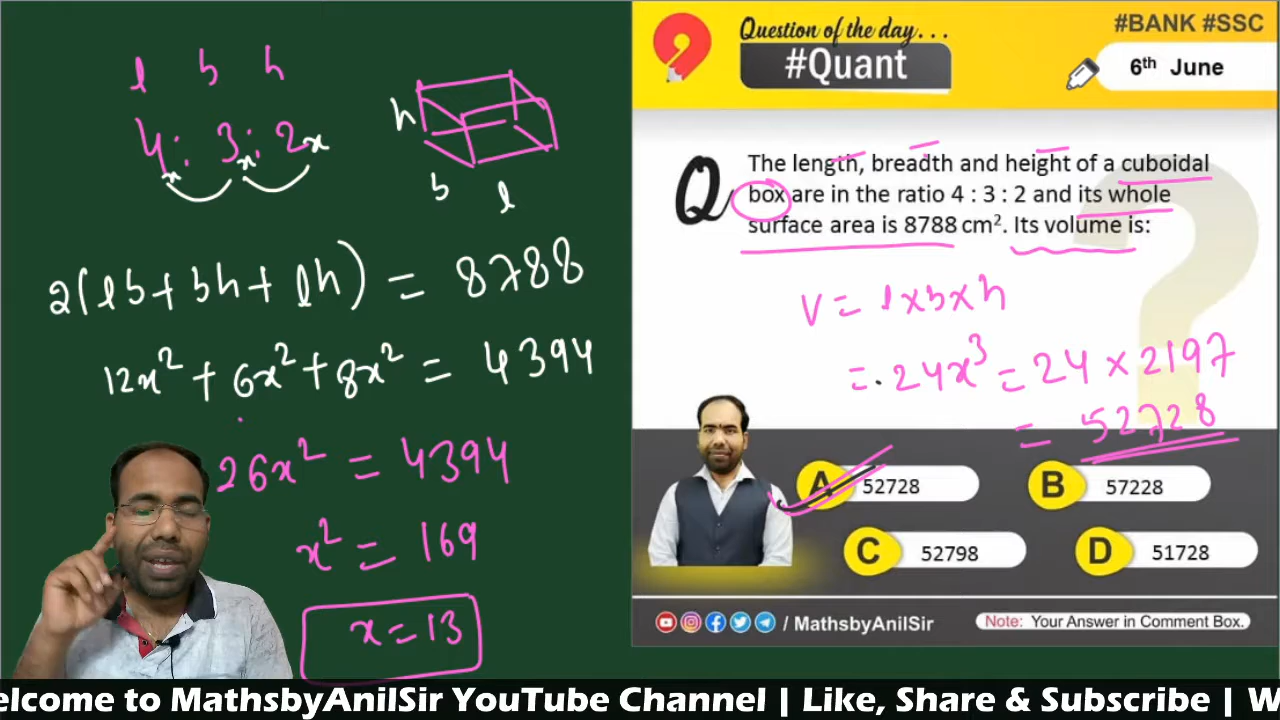 l b h
4x : 3x : 2x
h
b l
2(lb + bh + lh) = 8788
12x² + 6x² + 8x² = 4394
26x² = 4394
x² = 169
x = 13
Question of the day...
#Quant
#BANK #SSC
6th June
Q
The length, breadth and height of a cuboidal
box are in the ratio 4 : 3 : 2 and its whole
surface area is 8788 cm². Its volume is:
V = l x b x h
= 24x³ = 24 x 2197
= 52728
A 52728
B 57228
C 52798
D 51728
/ MathsbyAnilSir
Note: Your Answer in Comment Box.
elcome to MathsbyAnilSir YouTube Channel | Like, Share & Subscribe | W